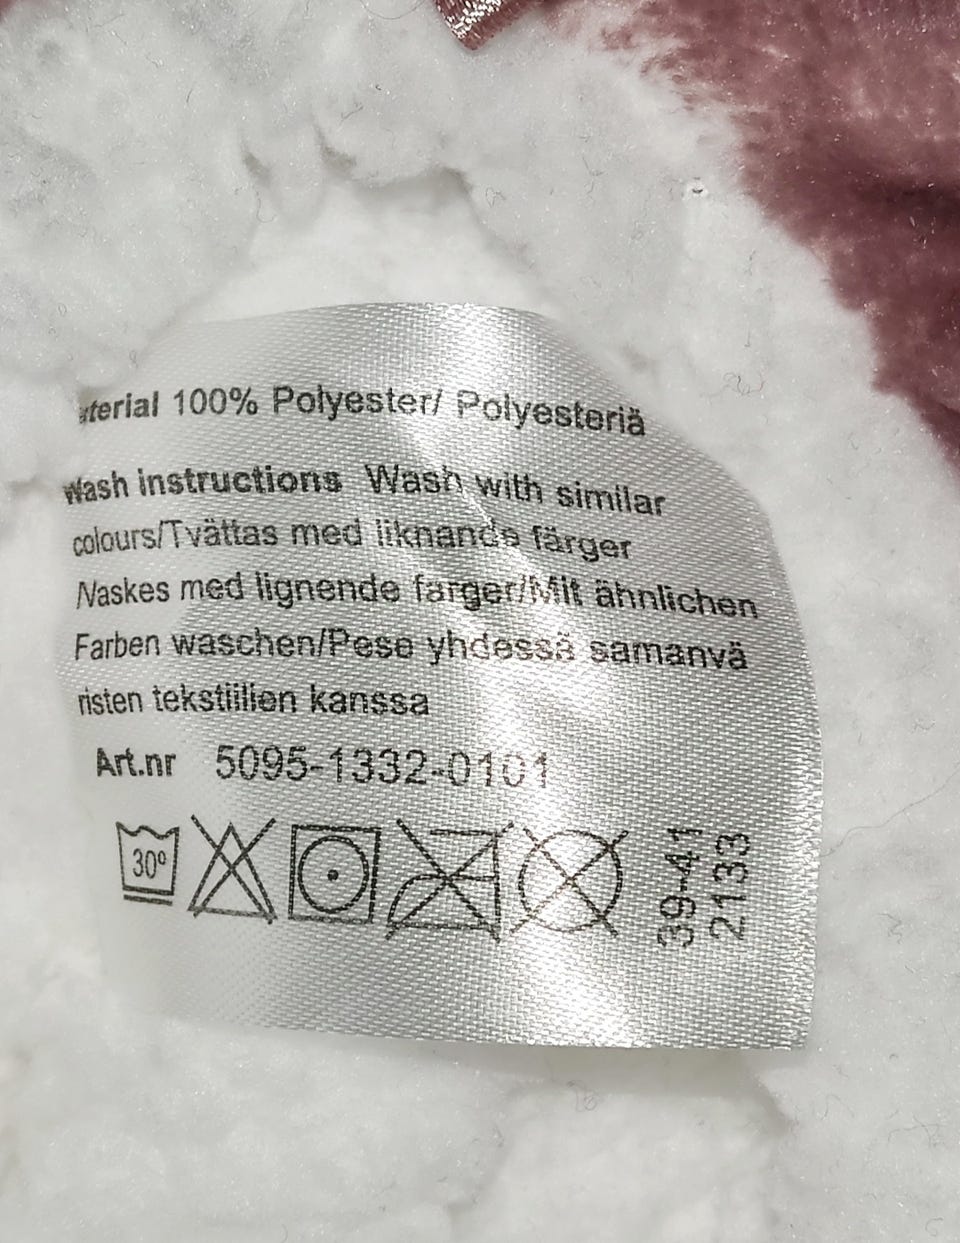 aterial 100% Polyester/ Polyesteriä
Wash instructions Wash with similar
colours/Tvättas med liknande färger
Naskes med lignende farger/Mit ähnlichen
Farben waschen/Pese yhdessä samanvä
risten tekstiilien kanssa
Art.nr 5095-1332-0101
30°
39-41
2133